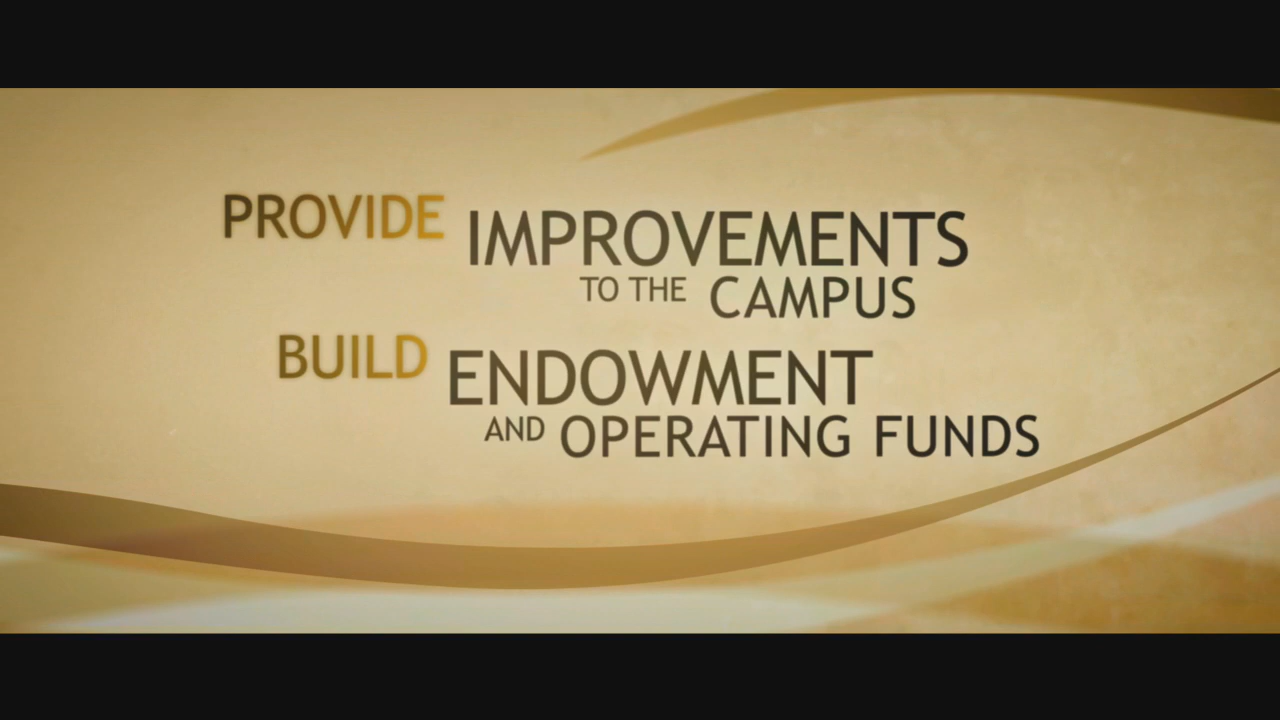 PROVIDE IMPROVEMENTS
TO THE CAMPUS
BUILD ENDOWMENT
AND OPERATING FUNDS